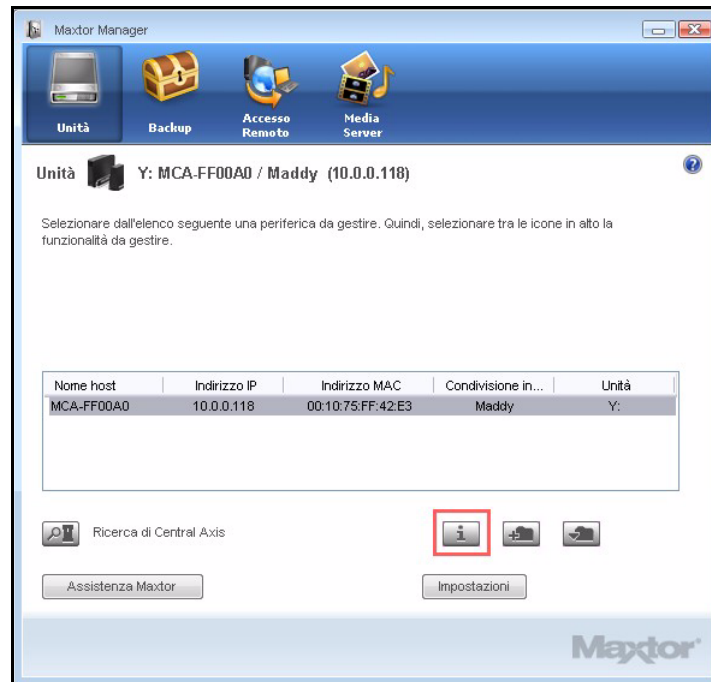 Maxtor Manager
Unità
Backup
Accesso
Remoto
Media
Server
Unità Y: MCA-FF00A0 / Maddy (10.0.0.118)
?
Selezionare dall'elenco seguente una periferica da gestire. Quindi, selezionare tra le icone in alto la
funzionalità da gestire.
Nome host Indirizzo IP Indirizzo MAC Condivisione in... Unità
MCA-FF00A0 10.0.0.118 00:10:75:FF:42:E3 Maddy Y:
Ricerca di Central Axis i
Assistenza Maxtor Impostazioni
Maxtor